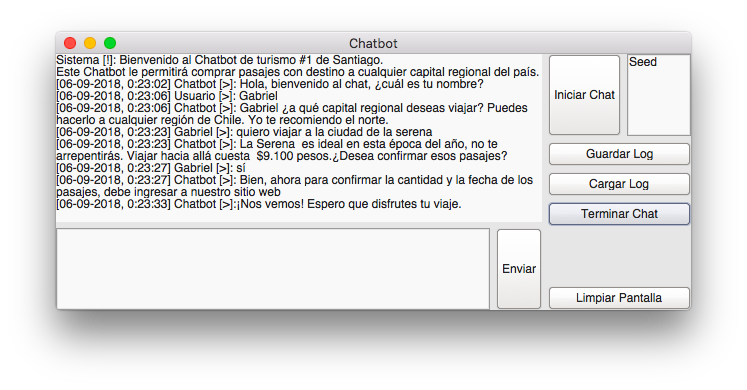 Chatbot
Sistema [!]: Bienvenido al Chatbot de turismo #1 de Santiago.
Este Chatbot le permitirá comprar pasajes con destino a cualquier capital regional del país.
[06-09-2018, 0:23:02] Chatbot [>]: Hola, bienvenido al chat, ¿cuál es tu nombre?
[06-09-2018, 0:23:06] Usuario [>]: Gabriel
[06-09-2018, 0:23:06] Chatbot [>]: Gabriel ¿a qué capital regional deseas viajar? Puedes
hacerlo a cualquier región de Chile. Yo te recomiendo el norte.
[06-09-2018, 0:23:23] Gabriel [>]: quiero viajar a la ciudad de la serena
[06-09-2018, 0:23:23] Chatbot [>]: La Serena  es ideal en esta época del año, no te
arrepentirás. Viajar hacia allá cuesta  $9.100 pesos.¿Desea confirmar esos pasajes?
[06-09-2018, 0:23:27] Gabriel [>]: sí
[06-09-2018, 0:23:27] Chatbot [>]: Bien, ahora para confirmar la cantidad y la fecha de los
pasajes, debe ingresar a nuestro sitio web
[06-09-2018, 0:23:33] Chatbot [>]:¡Nos vemos! Espero que disfrutes tu viaje.
Iniciar Chat
Seed
Guardar Log
Cargar Log
Terminar Chat
Enviar
Limpiar Pantalla